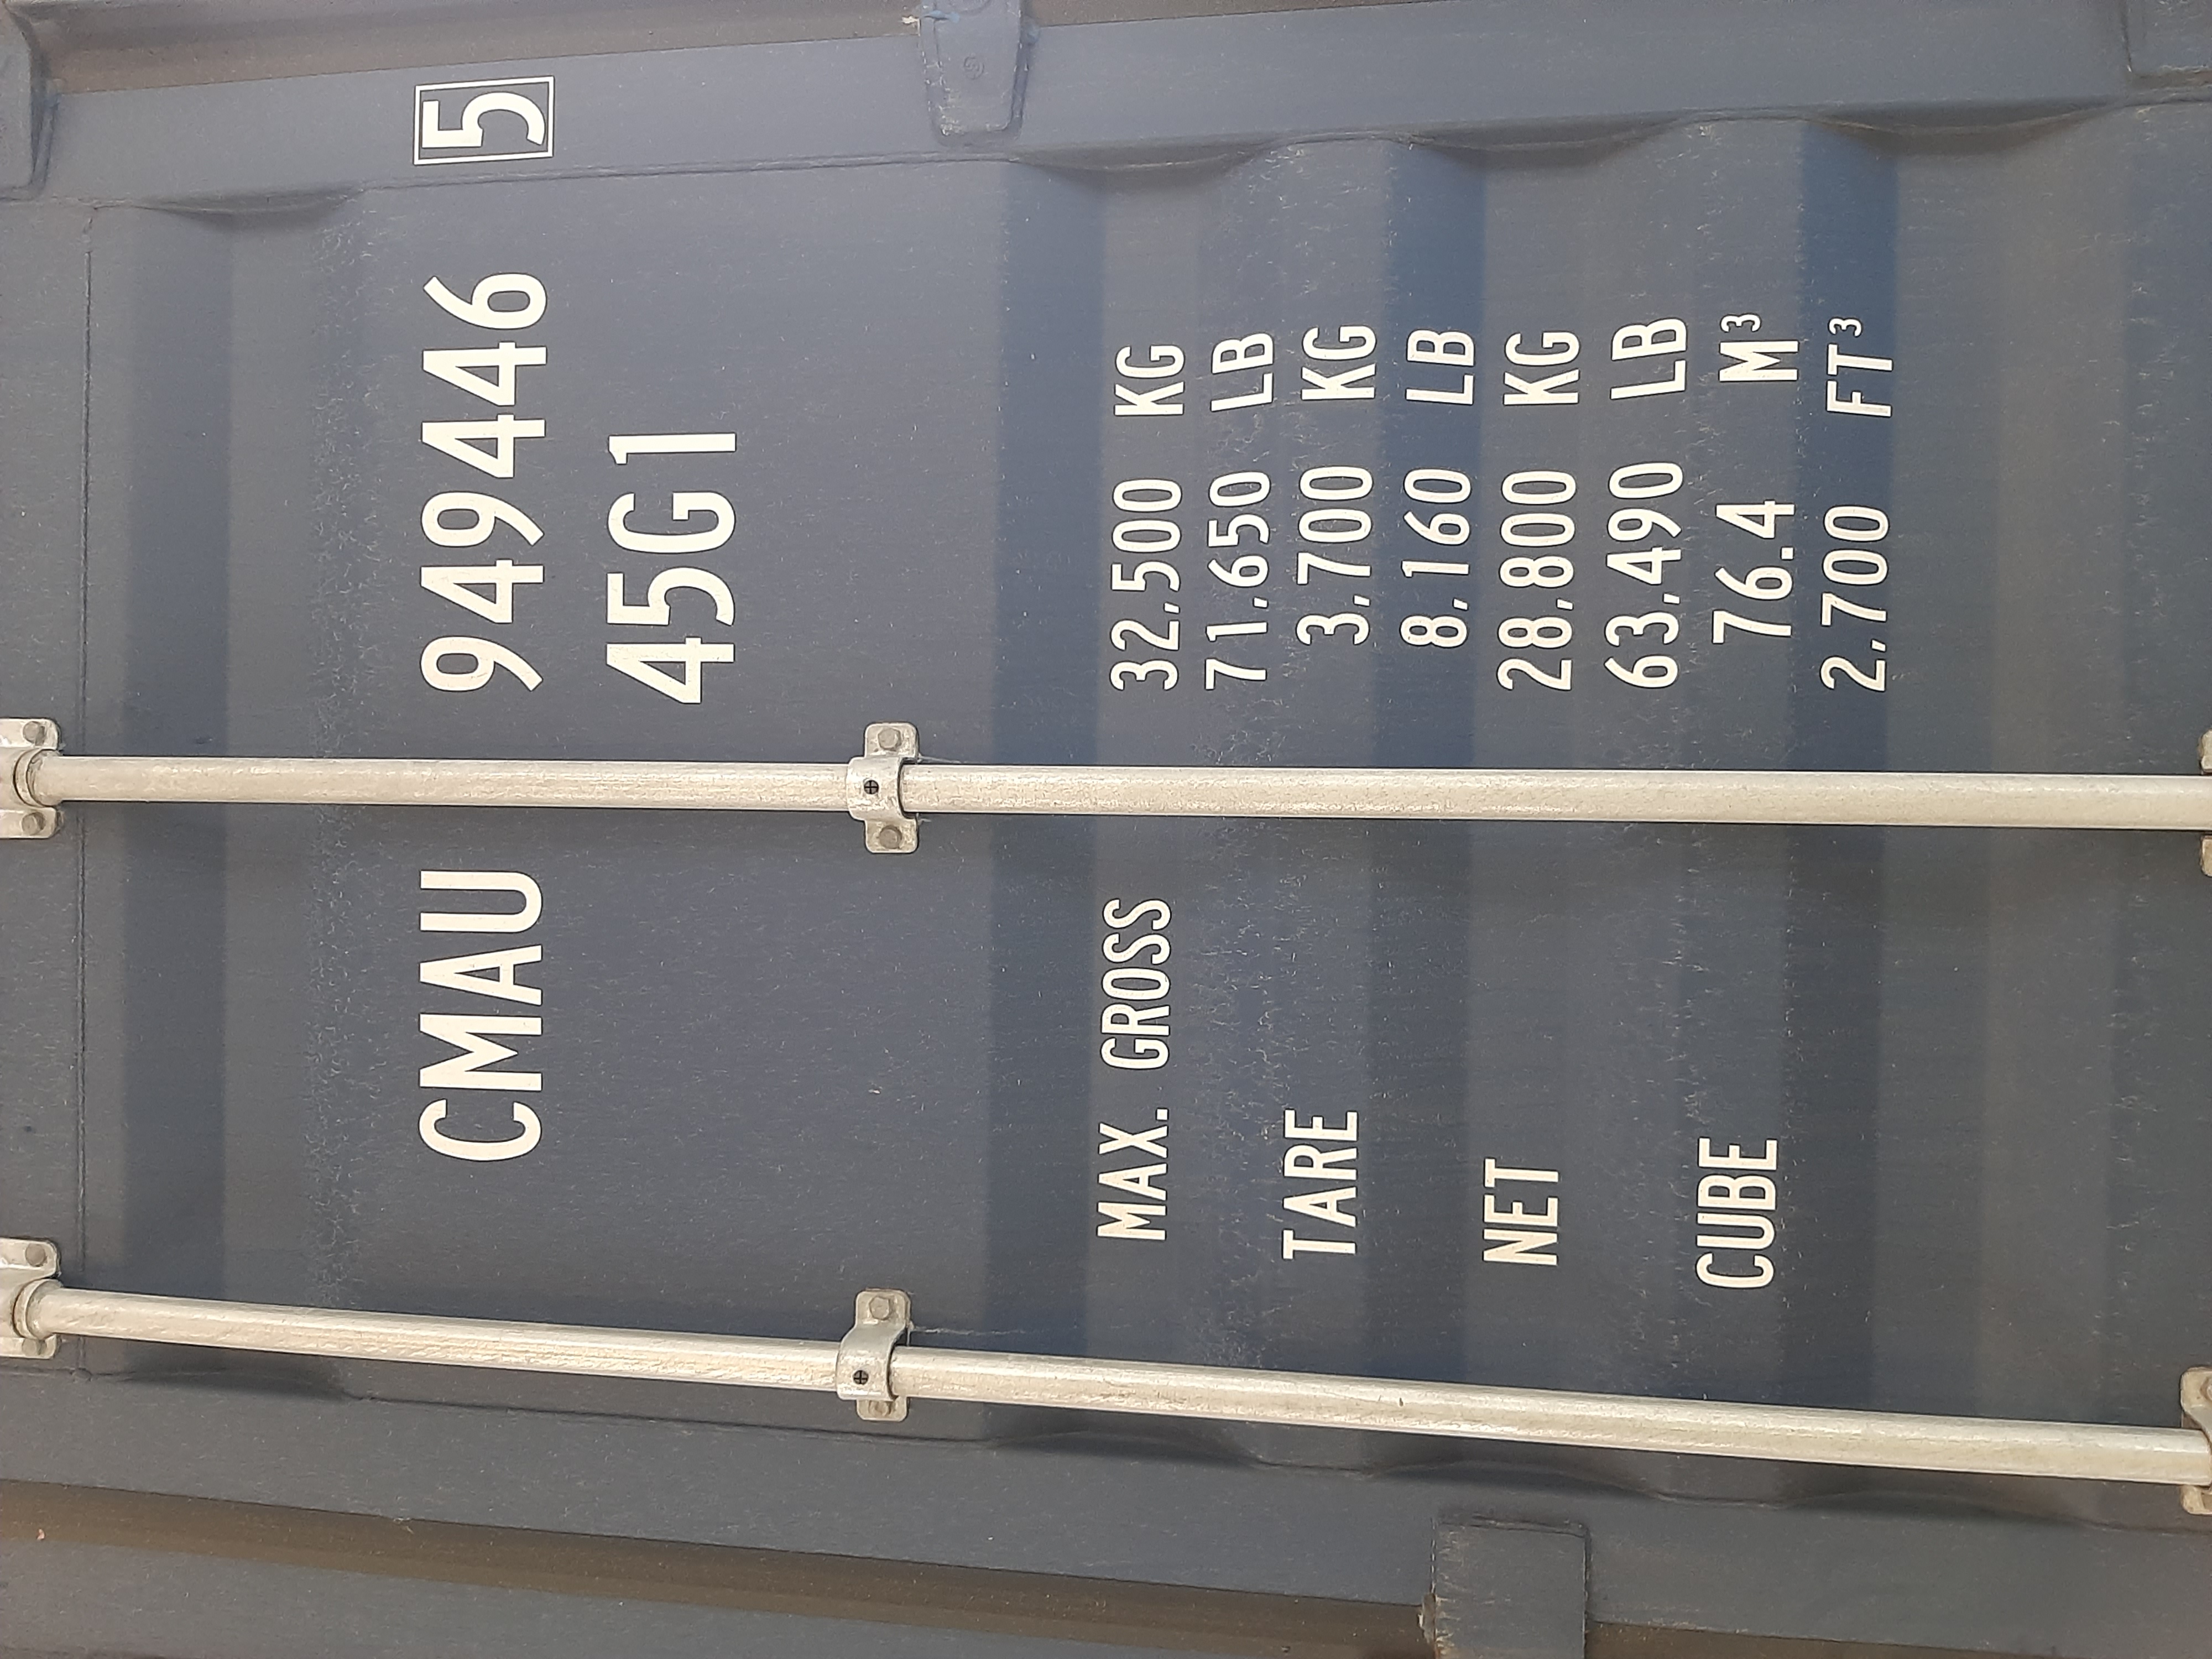 CMAU 949446 5
45G1
MAX. GROSS 32,500 KG
71,650 LB
TARE 3,700 KG
8,160 LB
NET 28,800 KG
63,490 LB
CUBE 76.4 M³
2,700 FT³